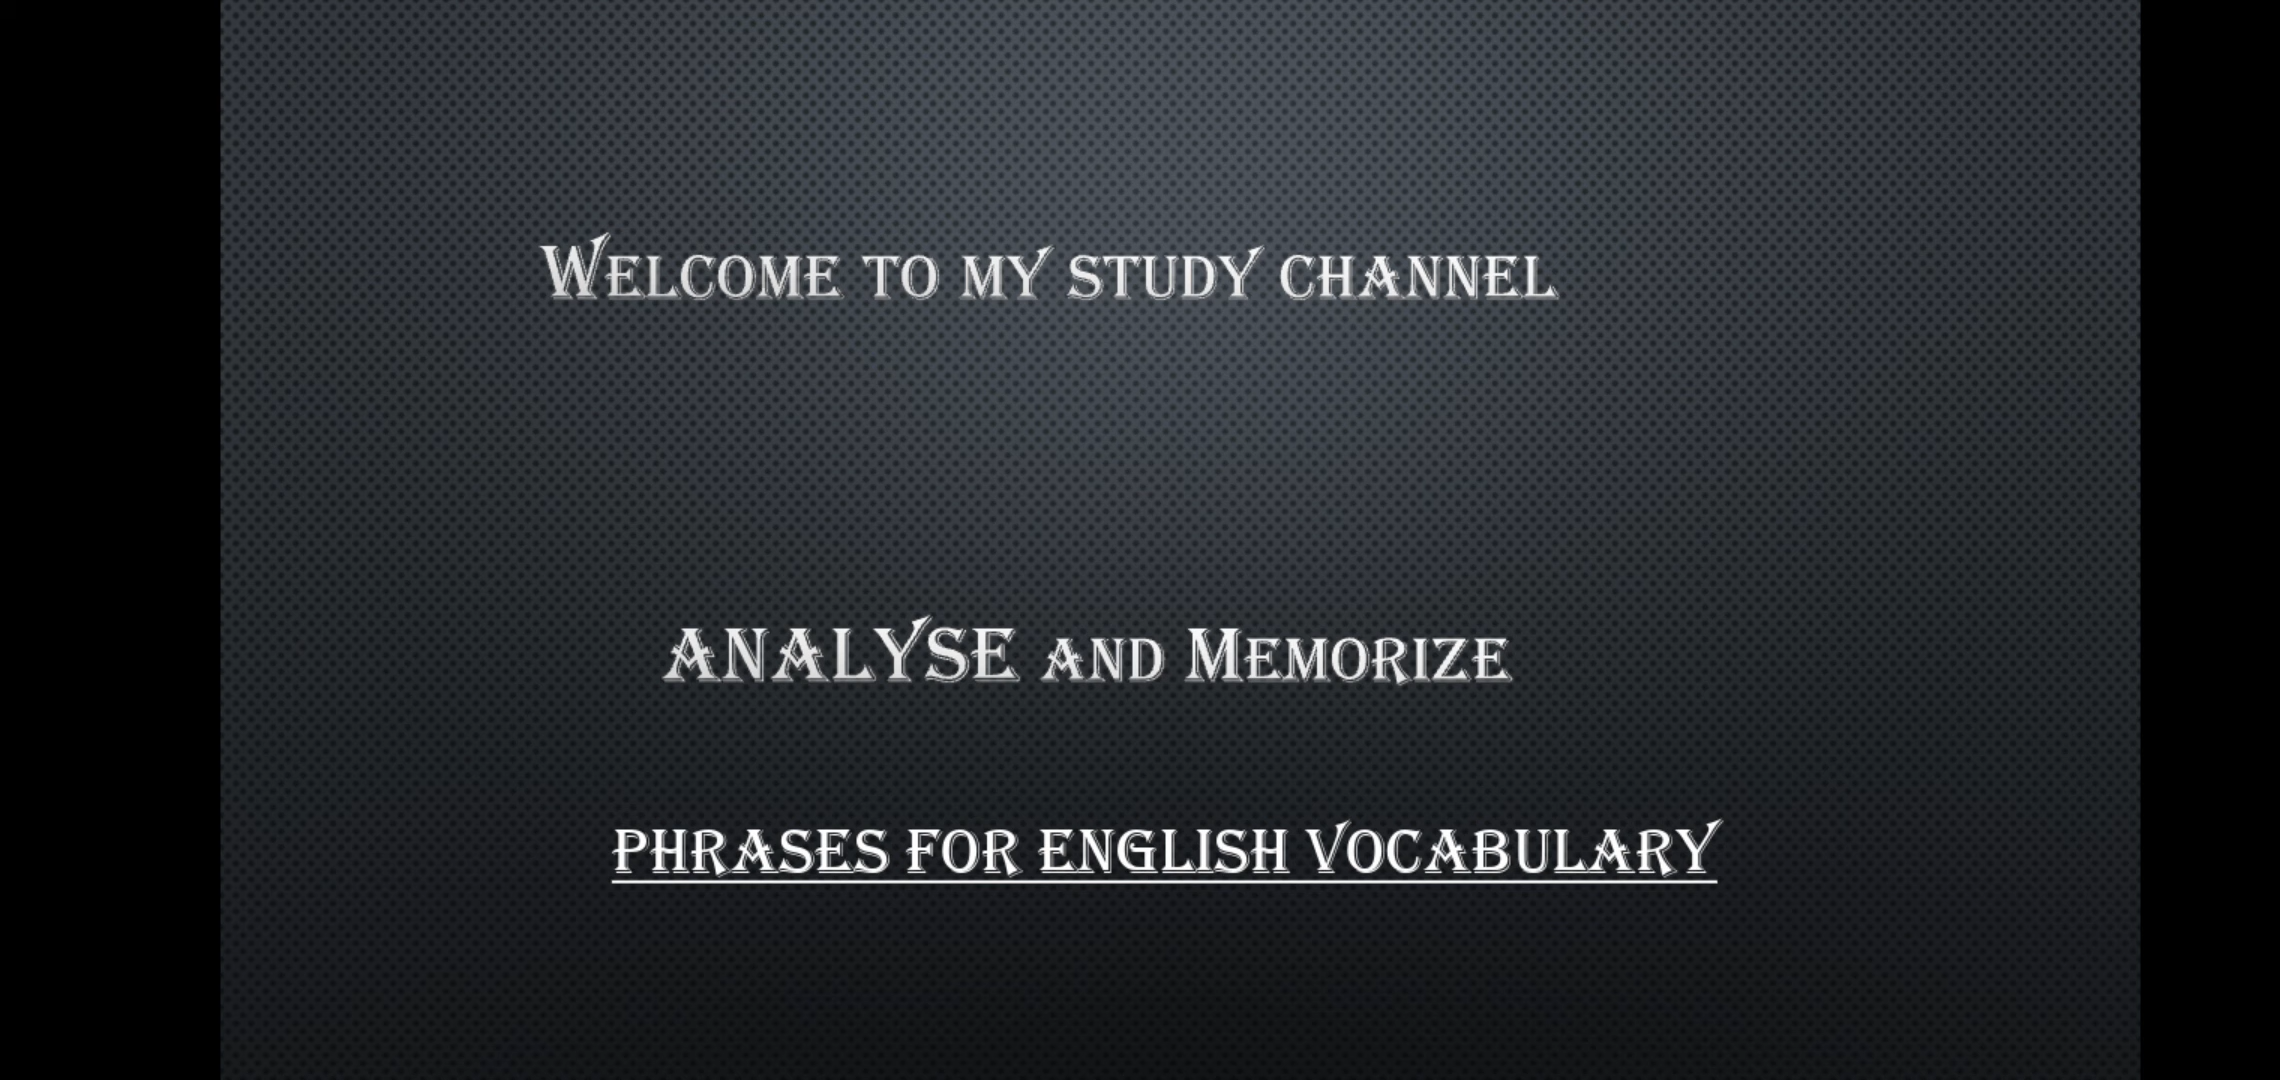 Welcome to my study channel
ANALYSE and Memorize
phrases for English vocabulary